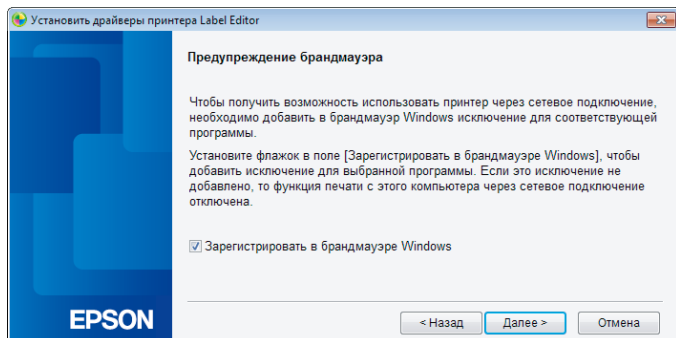 Установить драйверы принтера Label Editor
Предупреждение брандмауэра
Чтобы получить возможность использовать принтер через сетевое подключение,
необходимо добавить в брандмауэр Windows исключение для соответствующей
программы.
Установите флажок в поле [Зарегистрировать в брандмауэре Windows], чтобы
добавить исключение для выбранной программы. Если это исключение не
добавлено, то функция печати с этого компьютера через сетевое подключение
отключена.
Зарегистрировать в брандмауэре Windows
EPSON
< Назад Далее > Отмена